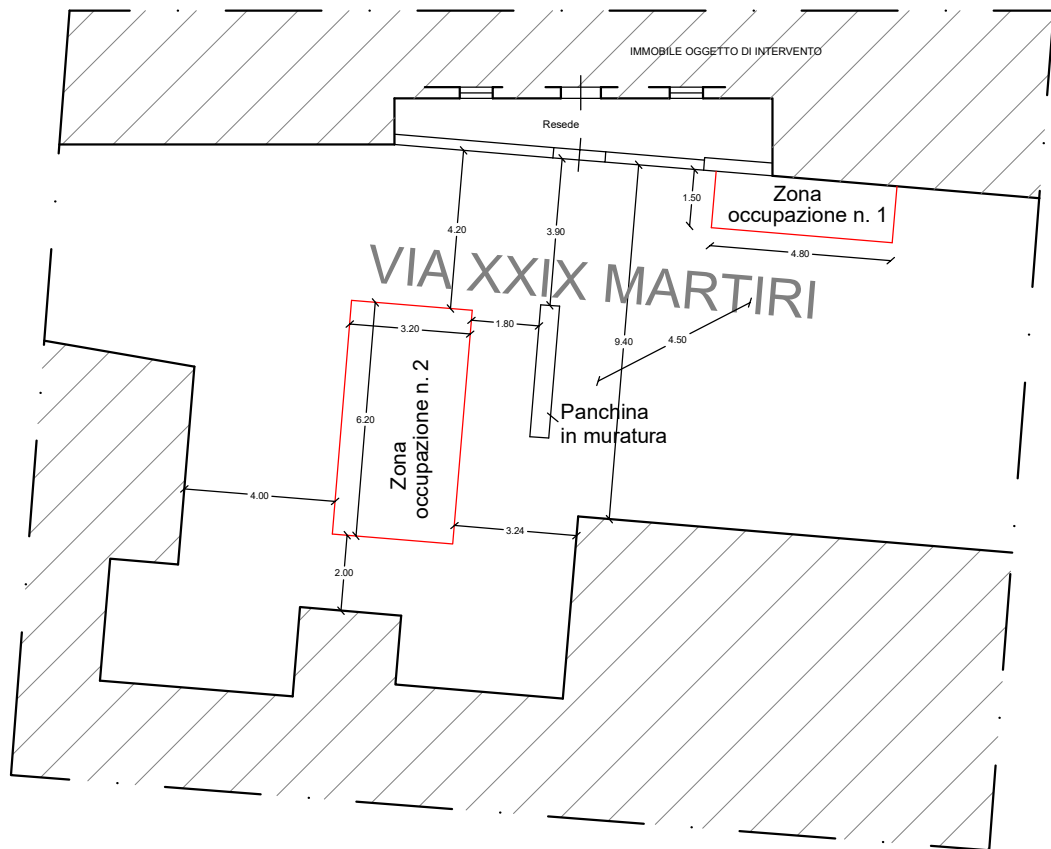 IMMOBILE OGGETTO DI INTERVENTO
Resede
Zona
occupazione n. 1
1.50
4.80
4.20
3.90
VIA XXIX MARTIRI
3.20
1.80
9.40
4.50
6.20
Zona
occupazione n. 2
Panchina
in muratura
4.00
3.24
2.00